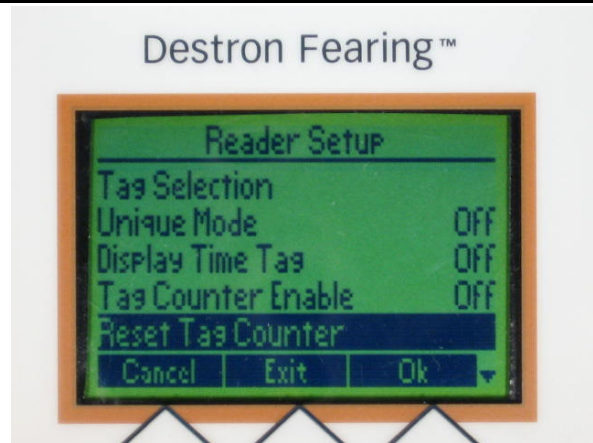 Destron Fearing™
Reader Setup
Tag Selection
Unique Mode Off
Display Time Tag Off
Tag Counter Enable Off
Reset Tag Counter
Cancel Exit Ok